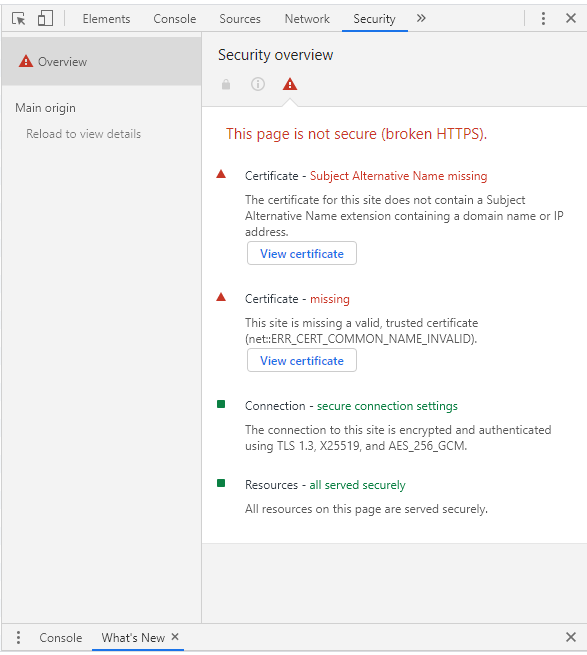 Elements Console Sources Network Security »
Overview
Main origin
Reload to view details
Security overview
This page is not secure (broken HTTPS).
Certificate - Subject Alternative Name missing
The certificate for this site does not contain a Subject
Alternative Name extension containing a domain name or IP
address.
View certificate
Certificate - missing
This site is missing a valid, trusted certificate
(net::ERR_CERT_COMMON_NAME_INVALID).
View certificate
Connection - secure connection settings
The connection to this site is encrypted and authenticated
using TLS 1.3, X25519, and AES_256_GCM.
Resources - all served securely
All resources on this page are served securely.
Console What's New